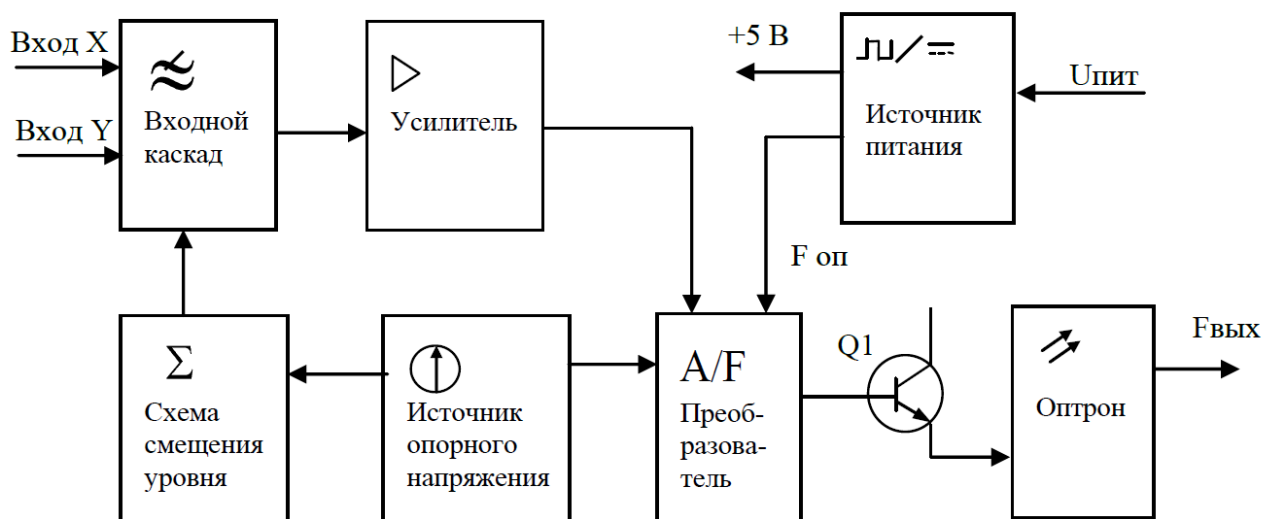 Вход X
Вход Y
Входной
каскад
Усилитель
+5 В
Источник
питания
Uпит
F оп
Σ
Схема
смещения
уровня
Источник
опорного
напряжения
A/F
Преоб-
разова-
тель
Q1
Оптрон
Fвых